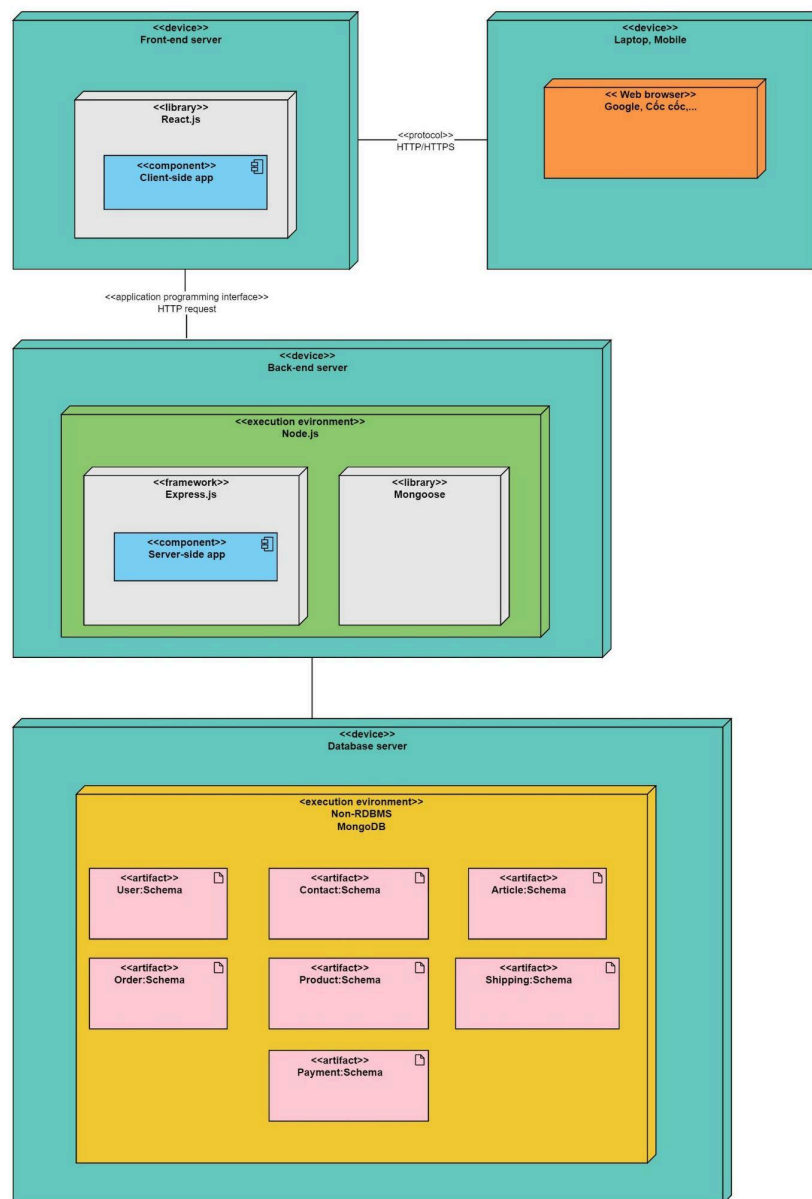 <<device>>
Front-end server
<<library>>
React.js
<<component>>
Client-side app
<<protocol>>
HTTP/HTTPS
<<device>>
Laptop, Mobile
<< Web browser>>
Google, Cốc cốc,...
<<application programming interface>>
HTTP request
<<device>>
Back-end server
<<execution evironment>>
Node.js
<<framework>>
Express.js
<<component>>
Server-side app
<<library>>
Mongoose
<<device>>
Database server
<execution evironment>>
Non-RDBMS
MongoDB
<<artifact>>
User:Schema
<<artifact>>
Contact:Schema
<<artifact>>
Article:Schema
<<artifact>>
Order:Schema
<<artifact>>
Product:Schema
<<artifact>>
Shipping:Schema
<<artifact>>
Payment:Schema